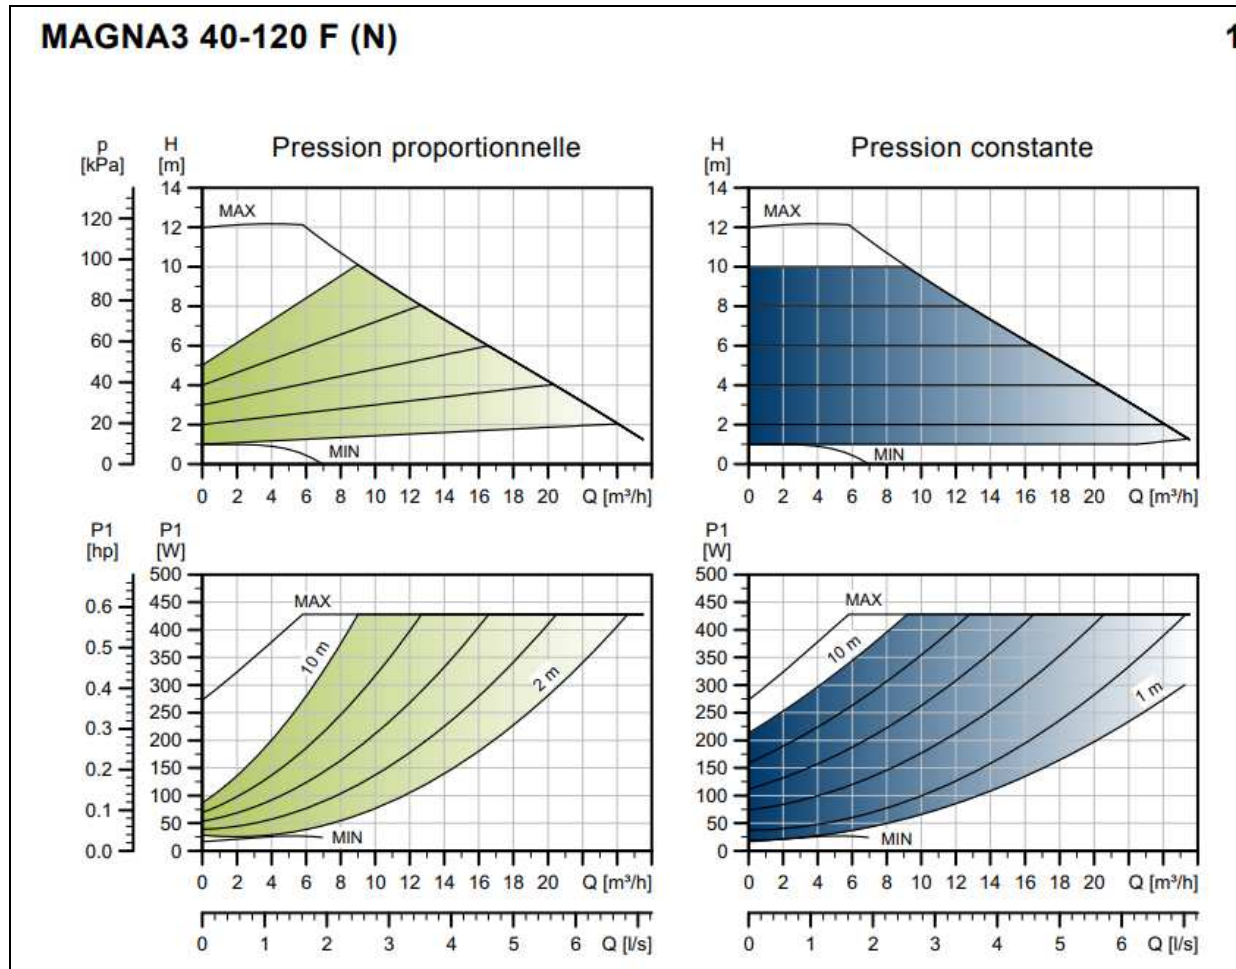 MAGNA3 40-120 F (N)
1
p
[kPa]
H
[m]
Pression proportionnelle
14
12
10
8
6
4
2
0
120
100
80
60
40
20
0
MAX
MIN
0 2 4 6 8 10 12 14 16 18 20 Q [m³/h]
H
[m]
Pression constante
14
12
10
8
6
4
2
0
MAX
MIN
0 2 4 6 8 10 12 14 16 18 20 Q [m³/h]
P1
[hp]
P1
[W]
500
450
400
350
300
250
200
150
100
50
0
0.6
0.5
0.4
0.3
0.2
0.1
0.0
MAX
10 m
2 m
MIN
0 2 4 6 8 10 12 14 16 18 20 Q [m³/h]
0 1 2 3 4 5 6 Q [l/s]
P1
[W]
500
450
400
350
300
250
200
150
100
50
0
MAX
10 m
1 m
MIN
0 2 4 6 8 10 12 14 16 18 20 Q [m³/h]
0 1 2 3 4 5 6 Q [l/s]